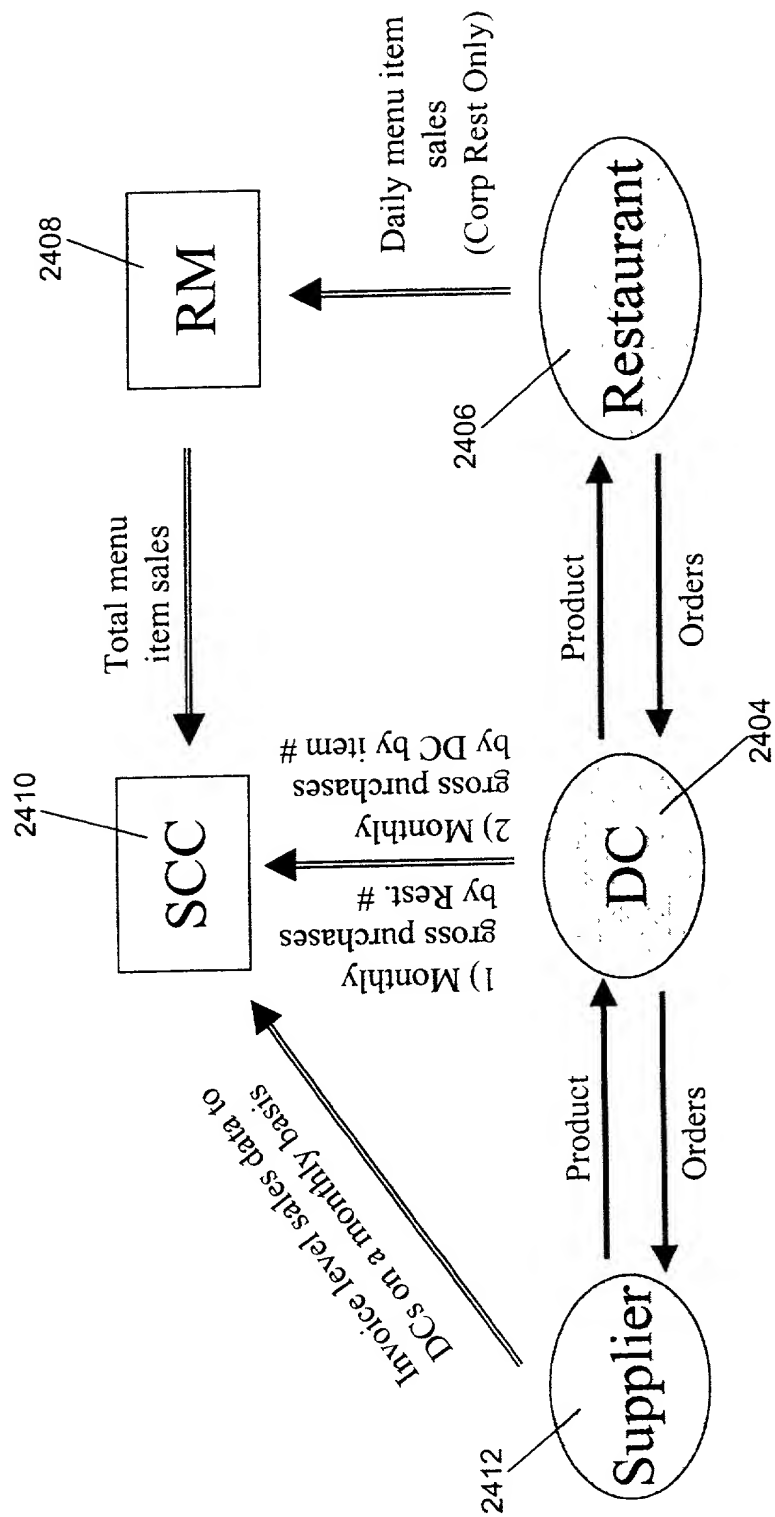 2410
2408
SCC
RM
Total menu
item sales
Daily menu item
sales
(Corp Rest Only)
Invoice level sales data to
DCs on a monthly basis
1) Monthly
gross purchases
by Rest. #
2) Monthly
gross purchases
by DC by item #
2412
Supplier
Product
Orders
DC
2404
Product
Orders
2406
Restaurant